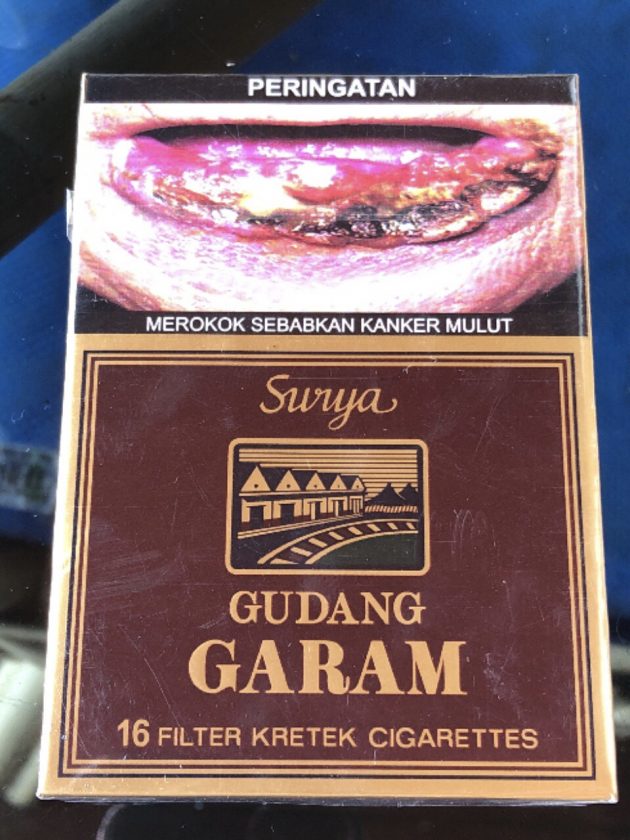 PERINGATAN
MEROKOK SEBABKAN KANKER MULUT
Surya
GUDANG
GARAM
16 FILTER KRETEK CIGARETTES